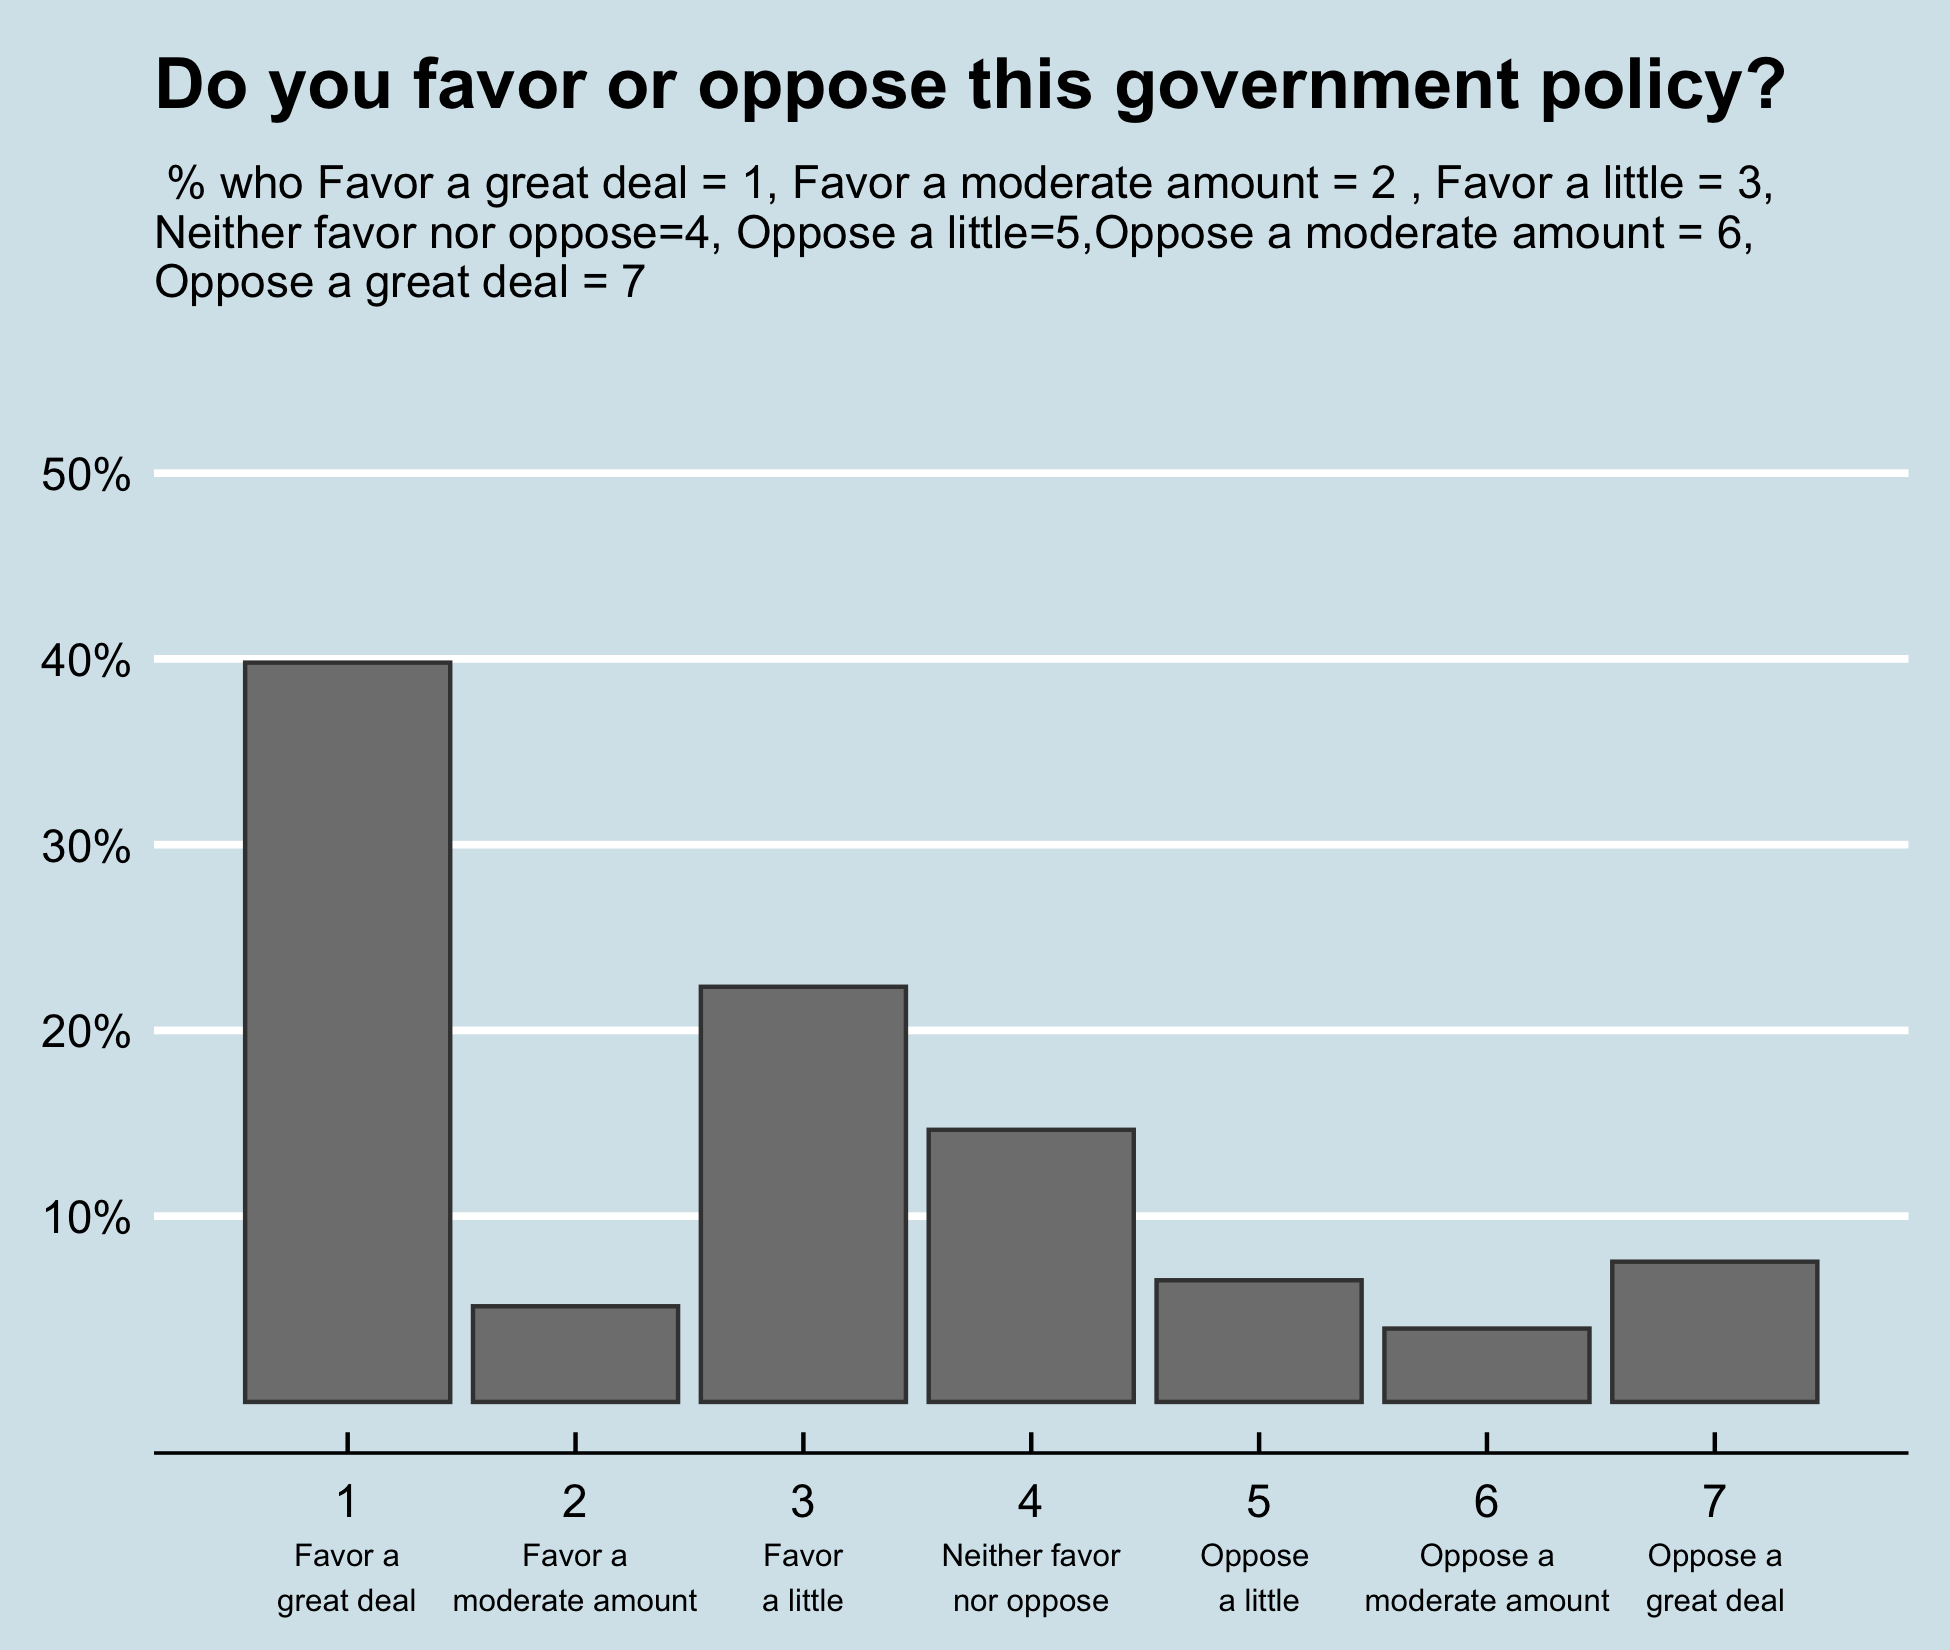 Do you favor or oppose this government policy?
% who Favor a great deal = 1, Favor a moderate amount = 2 , Favor a little = 3,
Neither favor nor oppose=4, Oppose a little=5,Oppose a moderate amount = 6,
Oppose a great deal = 7
50%
40%
30%
20%
10%
1 2 3 4 5 6 7
Favor a Favor a Favor Neither favor Oppose Oppose a Oppose a
great deal moderate amount a little nor oppose a little moderate amount great deal